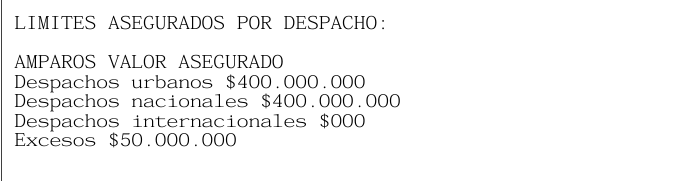 LIMITES ASEGURADOS POR DESPACHO:
AMPAROS VALOR ASEGURADO
Despachos urbanos $400.000.000
Despachos nacionales $400.000.000
Despachos internacionales $000
Excesos $50.000.000